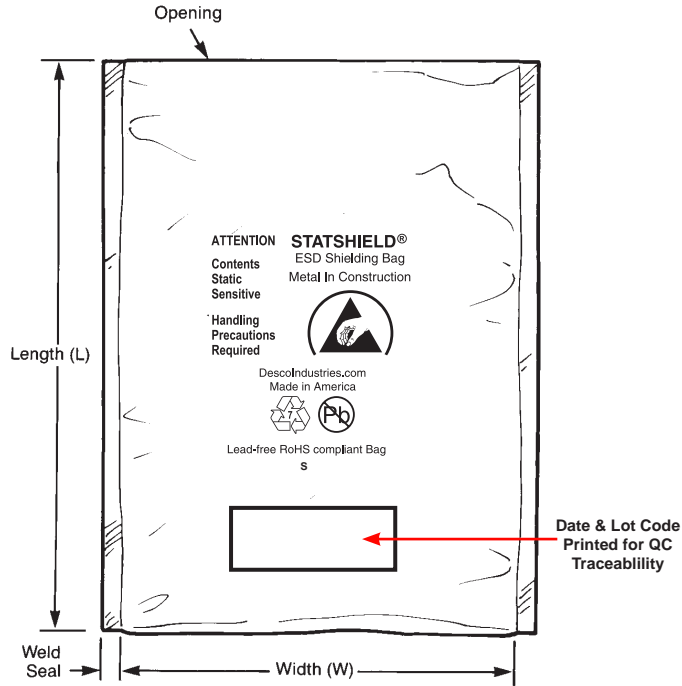 Opening
ATTENTION
Contents
Static
Sensitive
Handling
Precautions
Required
STATSHIELD®
ESD Shielding Bag
Metal In Construction
DescoIndustries.com
Made in America
7
Pb
Lead-free RoHS compliant Bag
S
Length (L)
Date & Lot Code
Printed for QC
Traceablility
Weld
Seal
Width (W)